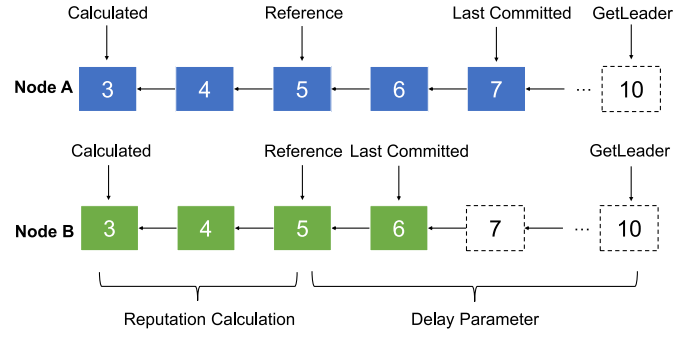 Calculated Reference Last Committed GetLeader
Node A 3 4 5 6 7 ... 10
Calculated Reference Last Committed GetLeader
Node B 3 4 5 6 7 ... 10
Reputation Calculation Delay Parameter